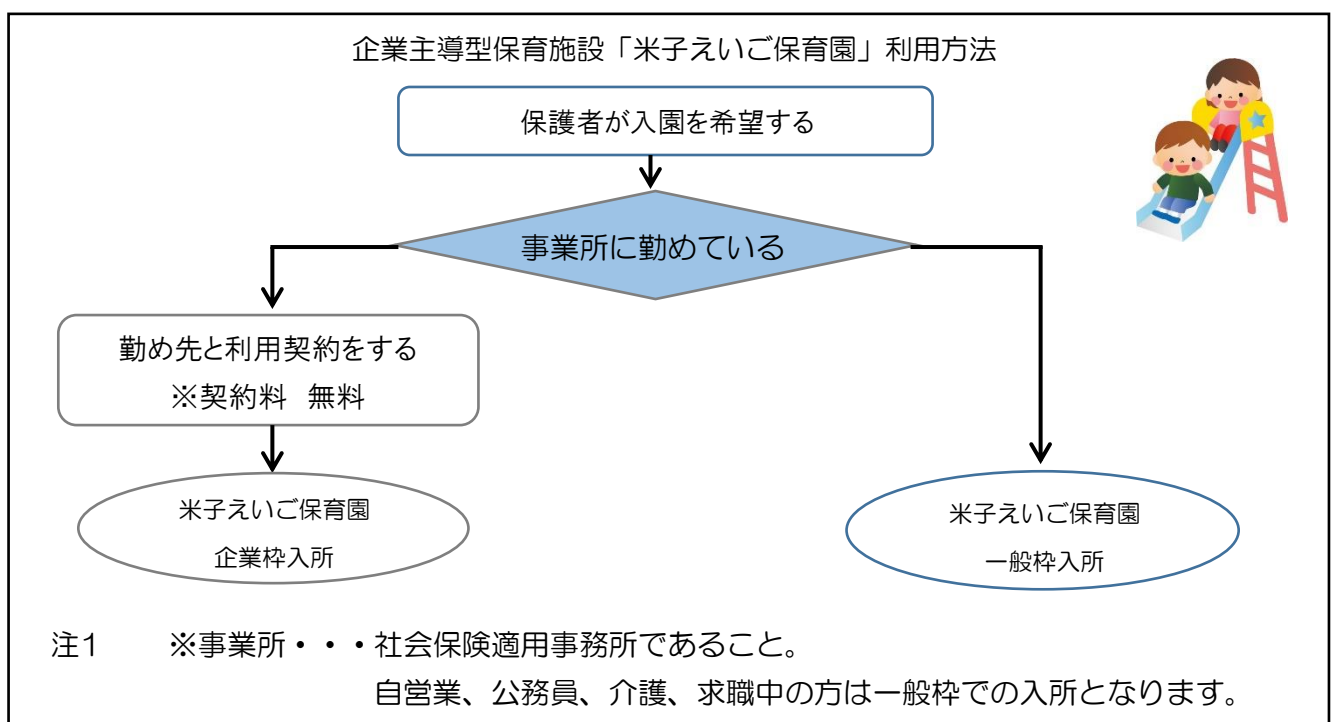 企業主導型保育施設「米子えいご保育園」利用方法
保護者が入園を希望する
事業所に勤めている
勤め先と利用契約をする
※契約料 無料
米子えいご保育園
企業枠入所
米子えいご保育園
一般枠入所
注1 ※事業所・・・社会保険適用事務所であること。
自営業、公務員、介護、求職中の方は一般枠での入所となります。